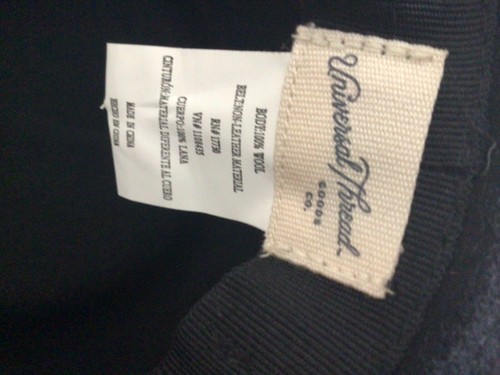 Universal Thread
GOODS
CO.
BODY:100% WOOL
BELT:NON-LEATHER MATERIAL
RN# 17730
VN# 1108435
CUERPO:100% LANA
CINTURÓN:MATERIAL DIFERENTE AL CUERO
MADE IN CHINA
HECHO EN CHINA